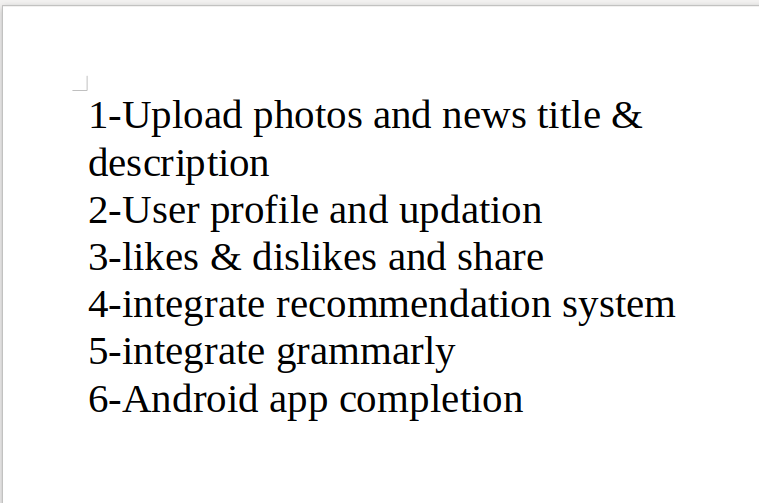 1-Upload photos and news title &
description
2-User profile and updation
3-likes & dislikes and share
4-integrate recommendation system
5-integrate grammarly
6-Android app completion